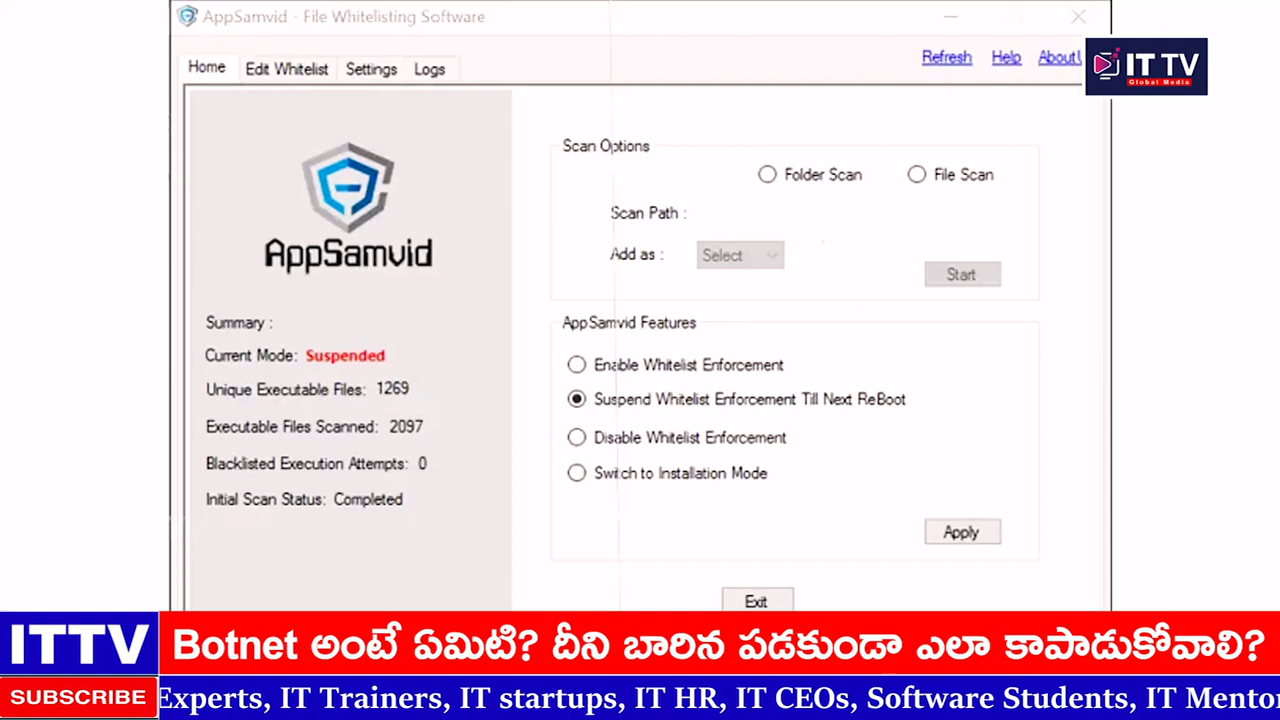 AppSamvid - File Whitelisting Software
Refresh Help About
IT TV
Global Media
Home Edit Whitelist Settings Logs
AppSamvid
Summary :
Current Mode: Suspended
Unique Executable Files: 1269
Executable Files Scanned: 2097
Blacklisted Execution Attempts: 0
Initial Scan Status: Completed
Scan Options
Folder Scan File Scan
Scan Path :
Add as : Select
Start
AppSamvid Features
Enable Whitelist Enforcement
Suspend Whitelist Enforcement Till Next ReBoot
Disable Whitelist Enforcement
Switch to Installation Mode
Apply
Exit
ITTV
Botnet అంటే ఏమిటి? దీని బారిన పడకుండా ఎలా కాపాడుకోవాలి?
SUBSCRIBE
Experts, IT Trainers, IT startups, IT HR, IT CEOs, Software Students, IT Mento